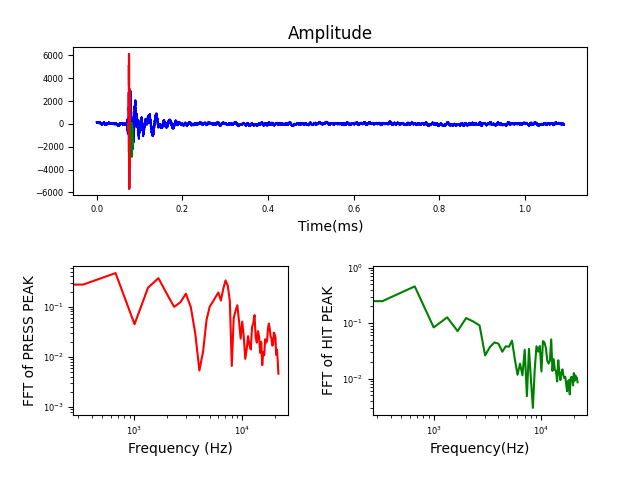 Amplitude
6000
4000
2000
0
−2000
−4000
−6000
0.0 0.2 0.4 0.6 0.8 1.0
Time(ms)
FFT of PRESS PEAK
10⁻¹
10⁻²
10⁻³
10³ 10⁴
Frequency (Hz)
FFT of HIT PEAK
10⁰
10⁻¹
10⁻²
10³ 10⁴
Frequency(Hz)